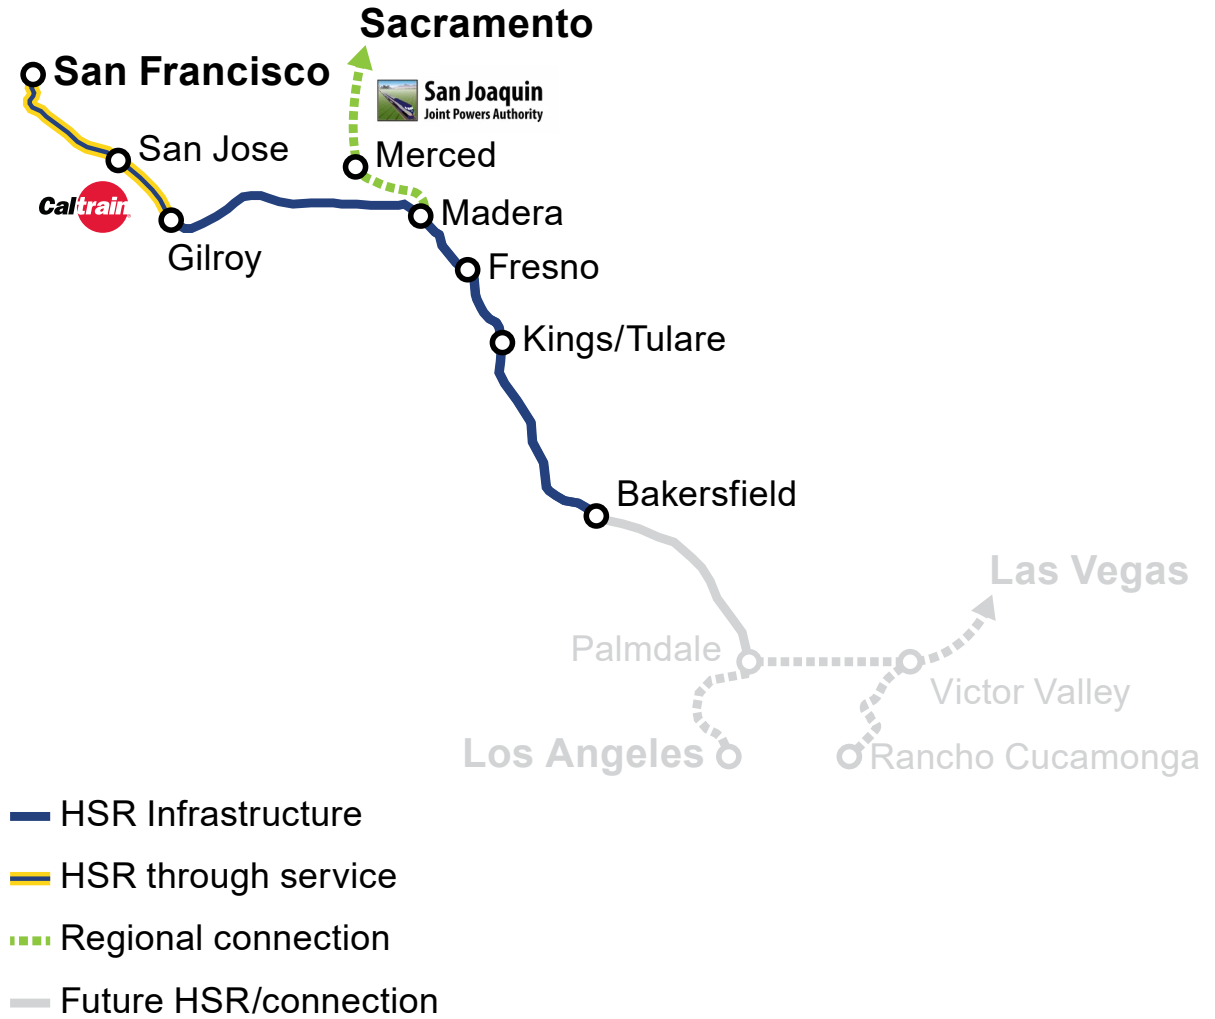 Sacramento
San Francisco
San Joaquin
Joint Powers Authority
San Jose
Merced
Caltrain
Madera
Gilroy
Fresno
Kings/Tulare
Bakersfield
Las Vegas
Palmdale
Victor Valley
Los Angeles
Rancho Cucamonga
HSR Infrastructure
HSR through service
Regional connection
Future HSR/connection